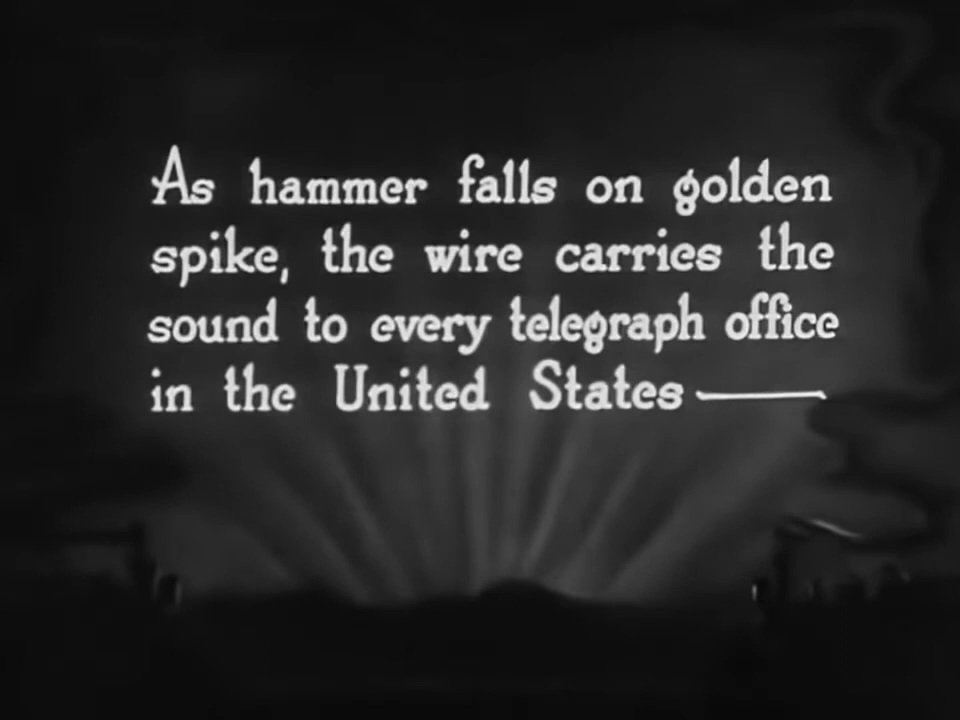 As hammer falls on golden
spike, the wire carries the
sound to every telegraph office
in the United States——